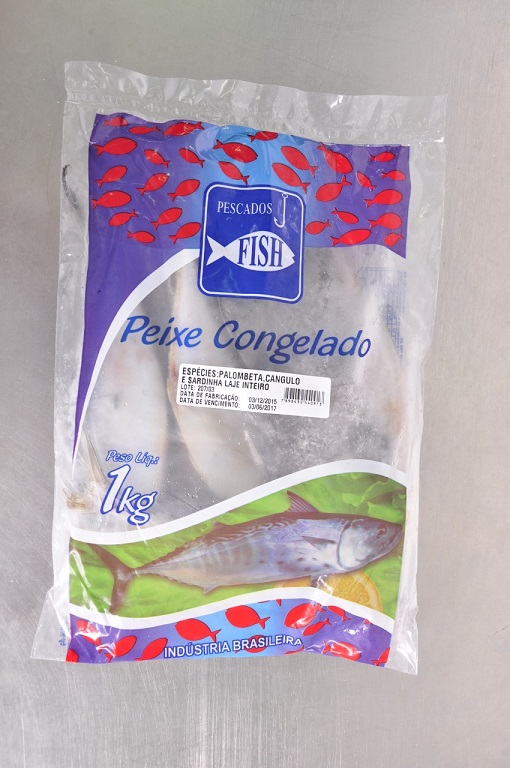 PESCADOS
FISH
Peixe Congelado
ESPÉCIES:PALOMBETA,CANGULO
E SARDINHA LAJE INTEIRO
LOTE: 207/03
DATA DE FABRICAÇÃO: 03/12/2015
DATA DE VENCIMENTO: 03/06/2017
Peso Líq.:
1kg
INDÚSTRIA BRASILEIRA